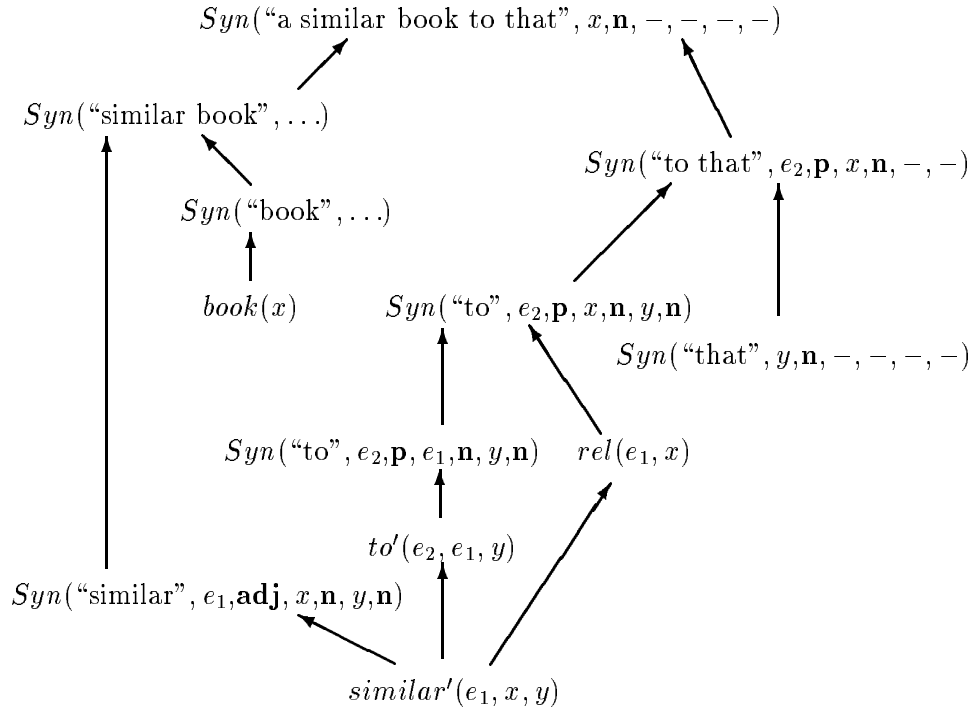 Syn(“a similar book to that”, x,n, −, −, −, −)
Syn(“similar book”, …)
Syn(“to that”, e₂,p, x,n, −, −)
Syn(“book”, …)
book(x)
Syn(“to”, e₂,p, x,n, y,n)
Syn(“that”, y,n, −, −, −, −)
Syn(“to”, e₂,p, e₁,n, y,n)
rel(e₁, x)
to′(e₂, e₁, y)
Syn(“similar”, e₁,adj, x,n, y,n)
similar′(e₁, x, y)